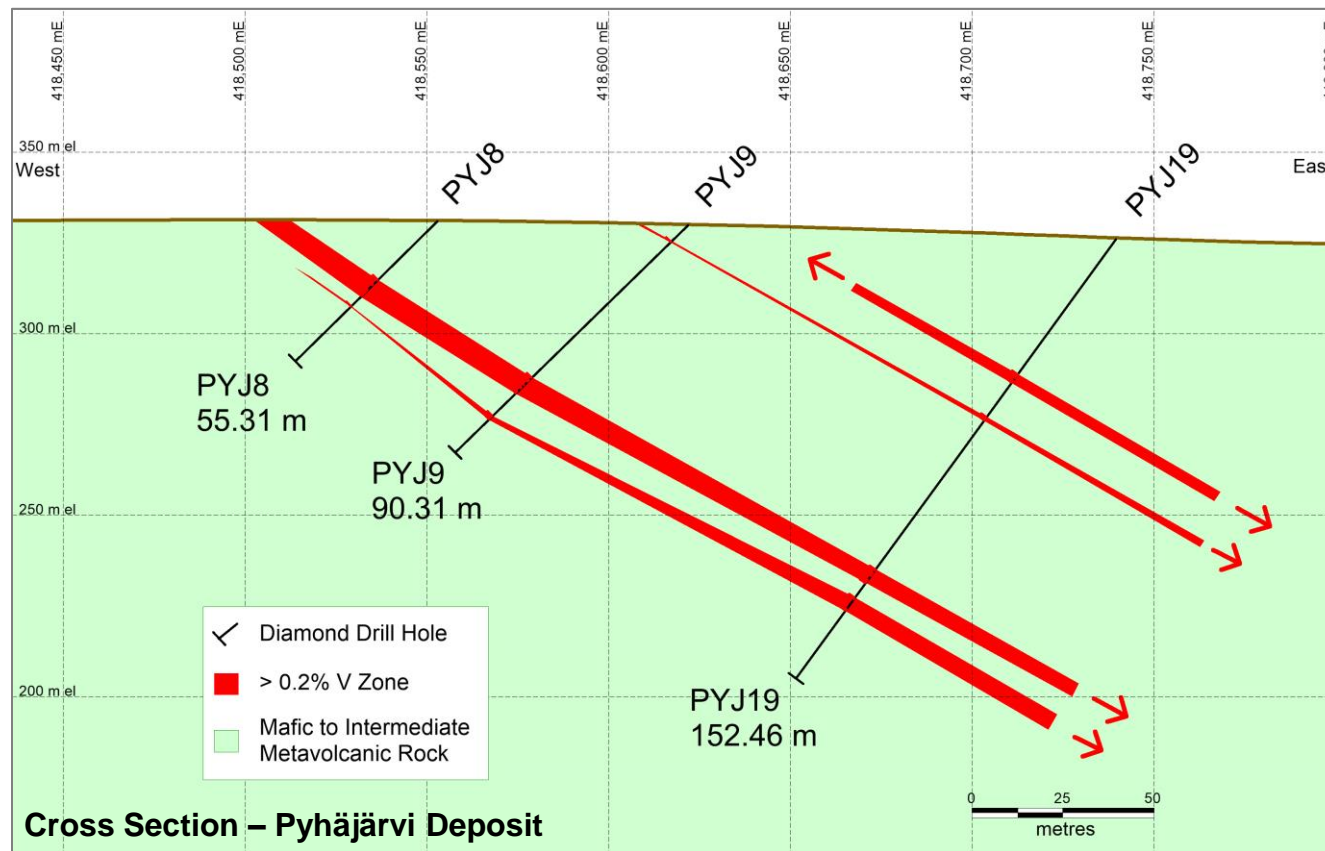 418,450 mE
418,500 mE
418,550 mE
418,600 mE
418,650 mE
418,700 mE
418,750 mE
350 m el
West
Eas
PYJ8
PYJ9
PYJ19
300 m el
PYJ8
55.31 m
PYJ9
90.31 m
250 m el
Diamond Drill Hole
> 0.2% V Zone
Mafic to Intermediate
Metavolcanic Rock
200 m el
PYJ19
152.46 m
0 25 50
metres
Cross Section – Pyhäjärvi Deposit